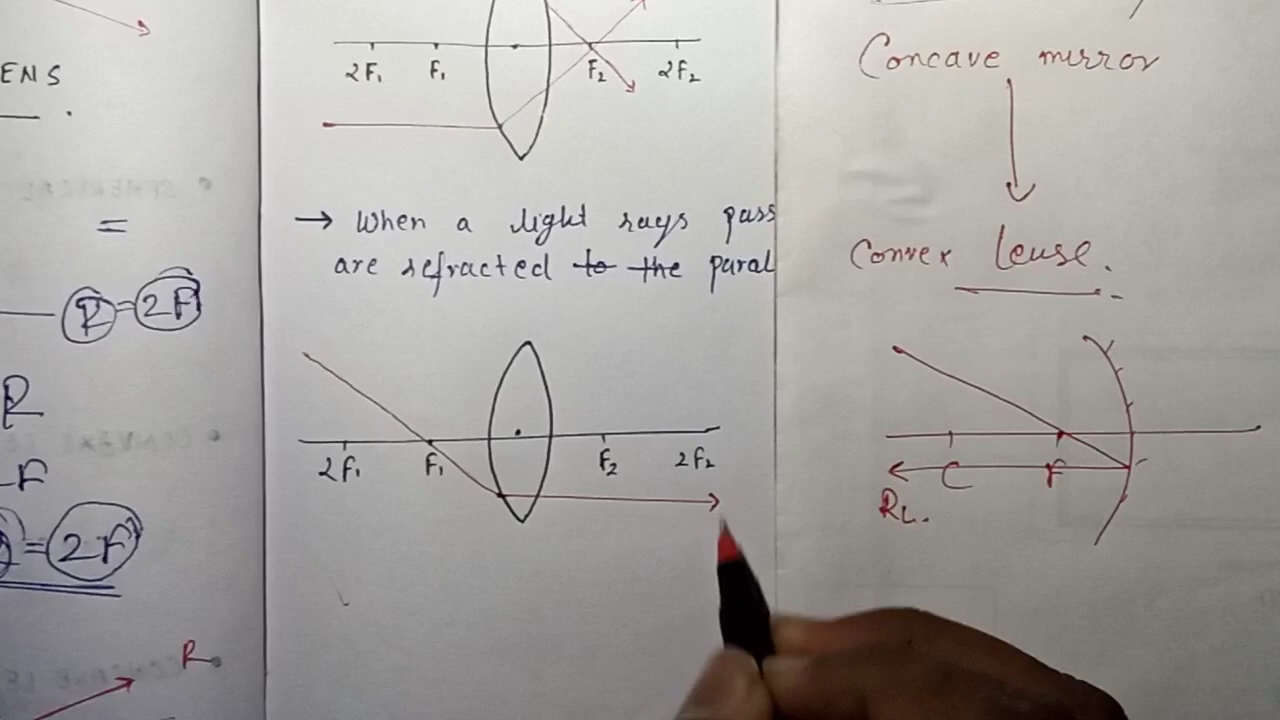 ENS
=
R = 2F
R
F
= 2F
R
2F₁ F₁ F₂ 2F₂
→ When a light rays pass
are refracted to the paral
2F₁ F₁ F₂ 2F₂
Concave mirror
Convex lense.
C F
RL.